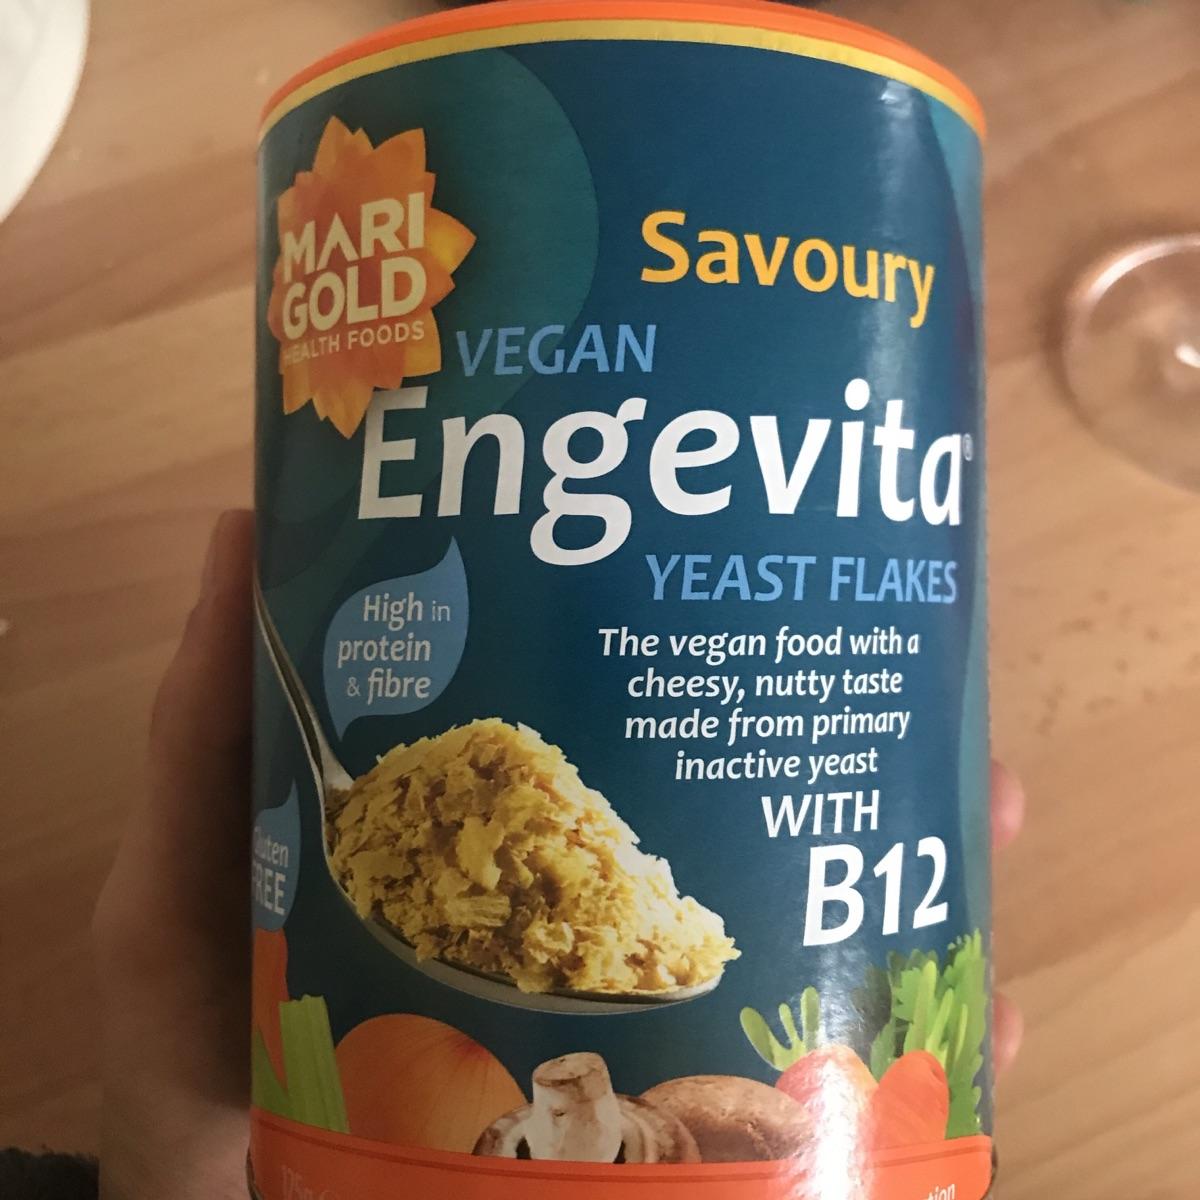 MARI
GOLD
HEALTH FOODS
Savoury
VEGAN
Engevita®
YEAST FLAKES
High in
protein
& fibre
The vegan food with a
cheesy, nutty taste
made from primary
inactive yeast
WITH
B12
Gluten
FREE